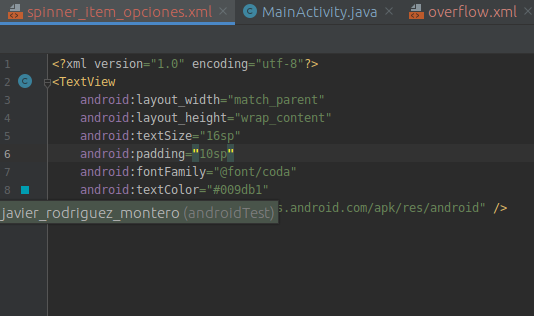 spinner_item_opciones.xml × MainActivity.java × overflow.xml ×
1 <?xml version="1.0" encoding="utf-8"?>
2 <TextView
3 android:layout_width="match_parent"
4 android:layout_height="wrap_content"
5 android:textSize="16sp"
6 android:padding="10sp"
7 android:fontFamily="@font/coda"
8 android:textColor="#009db1"
Javier_rodriguez_montero (androidTest) s.android.com/apk/res/android" />